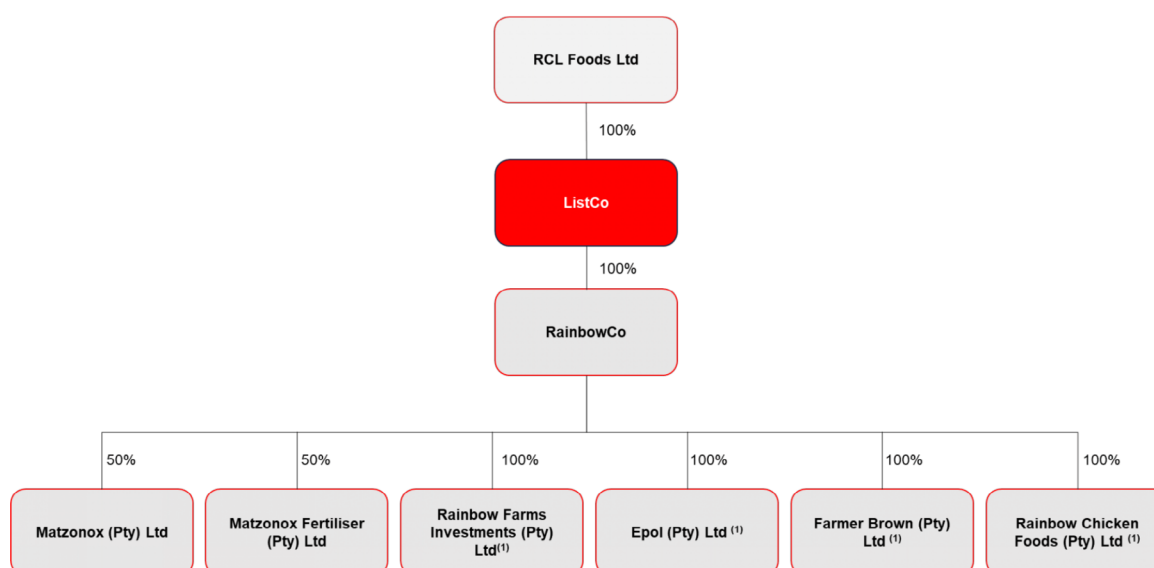 RCL Foods Ltd
100%
ListCo
100%
RainbowCo
50%
50%
100%
100%
100%
100%
Matzonox (Pty) Ltd
Matzonox Fertiliser
(Pty) Ltd
Rainbow Farms
Investments (Pty)
Ltd(1)
Epol (Pty) Ltd (1)
Farmer Brown (Pty)
Ltd (1)
Rainbow Chicken
Foods (Pty) Ltd (1)